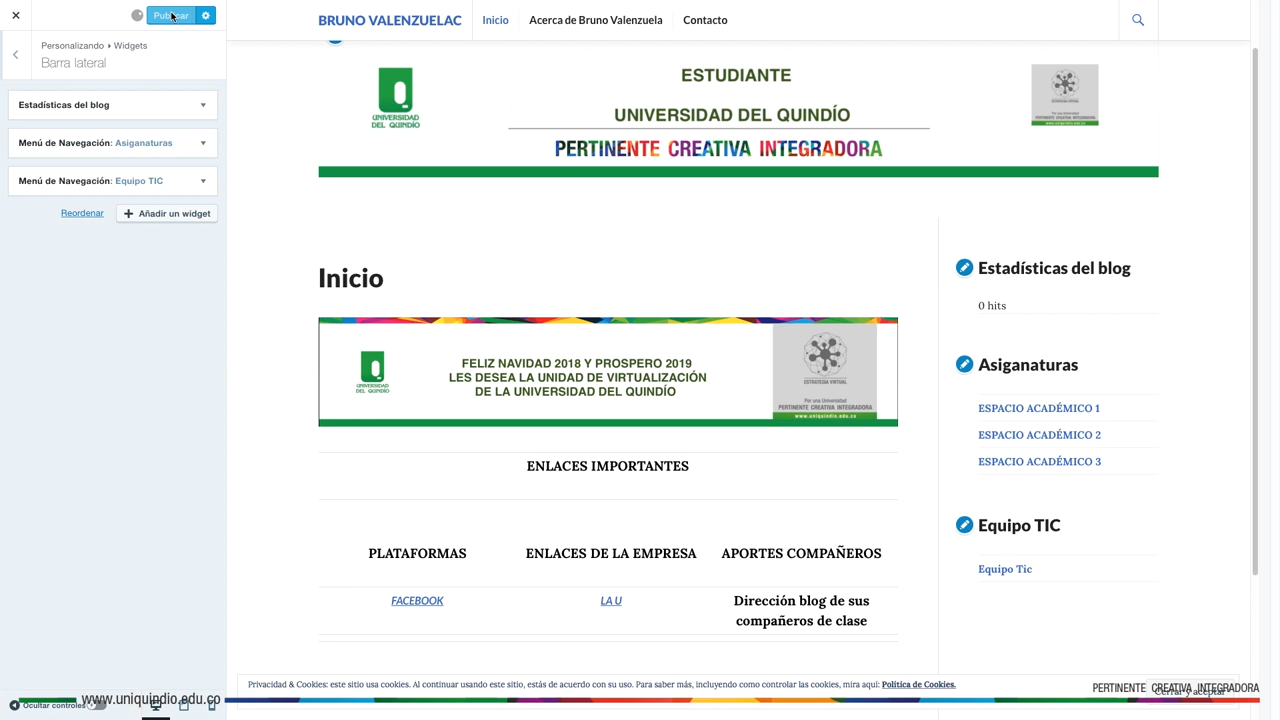 Publicar
Personalizando ▸ Widgets
Barra lateral
Estadísticas del blog
Menú de Navegación: Asiganaturas
Menú de Navegación: Equipo TIC
Reordenar
Añadir un widget
Ocultar controles
www.uniquindio.edu.co
BRUNO VALENZUELAC
Inicio
Acerca de Bruno Valenzuela
Contacto
UNIVERSIDAD DEL QUINDÍO
ESTUDIANTE
UNIVERSIDAD DEL QUINDÍO
PERTINENTE CREATIVA INTEGRADORA
Inicio
UNIVERSIDAD DEL QUINDÍO
FELIZ NAVIDAD 2018 Y PROSPERO 2019
LES DESEA LA UNIDAD DE VIRTUALIZACIÓN
DE LA UNIVERSIDAD DEL QUINDÍO
ESTRATEGIA VIRTUAL
Por una Universidad
PERTINENTE CREATIVA INTEGRADORA
www.uniquindio.edu.co
ENLACES IMPORTANTES
PLATAFORMAS
ENLACES DE LA EMPRESA
APORTES COMPAÑEROS
FACEBOOK
LA U
Dirección blog de sus
compañeros de clase
Estadísticas del blog
0 hits
Asiganaturas
ESPACIO ACADÉMICO 1
ESPACIO ACADÉMICO 2
ESPACIO ACADÉMICO 3
Equipo TIC
Equipo Tic
Privacidad & Cookies: este sitio usa cookies. Al continuar usando este sitio, estás de acuerdo con su uso. Para saber más, incluyendo como controlar las cookies, mira aquí: Política de Cookies.
Cerrar y aceptar
PERTINENTE CREATIVA INTEGRADORA